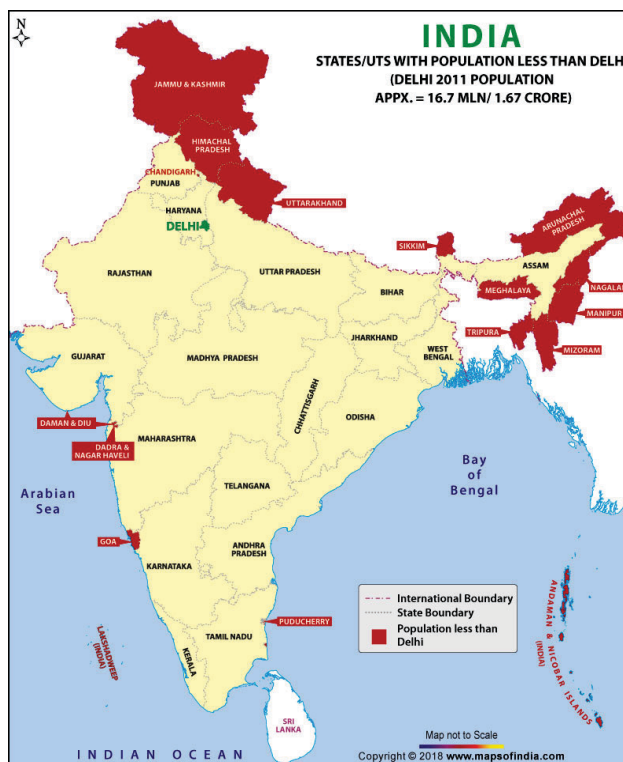 N
INDIA
STATES/UTS WITH POPULATION LESS THAN DELH
(DELHI 2011 POPULATION
APPX. = 16.7 MLN/ 1.67 CRORE)
JAMMU & KASHMIR
HIMACHAL
PRADESH
CHANDIGARH
PUNJAB
UTTARAKHAND
HARYANA
DELHI
ARUNACHAL
PRADESH
SIKKIM
RAJASTHAN
UTTAR PRADESH
ASSAM
BIHAR
MEGHALAYA
NAGALAN
MANIPUR
TRIPURA
JHARKHAND
WEST
BENGAL
MIZORAM
GUJARAT
MADHYA PRADESH
CHHATTISGARH
ODISHA
DAMAN & DIU
DADRA &
NAGAR HAVELI
MAHARASHTRA
TELANGANA
Arabian
Sea
Bay
of
Bengal
GOA
ANDHRA
PRADESH
KARNATAKA
International Boundary
State Boundary
Population less than
Delhi
PUDUCHERRY
TAMIL NADU
KERALA
LAKSHADWEEP
(INDIA)
ANDAMAN & NICOBAR ISLANDS
(INDIA)
SRI
LANKA
Map not to Scale
INDIAN OCEAN
Copyright © 2018 www.mapsofindia.com